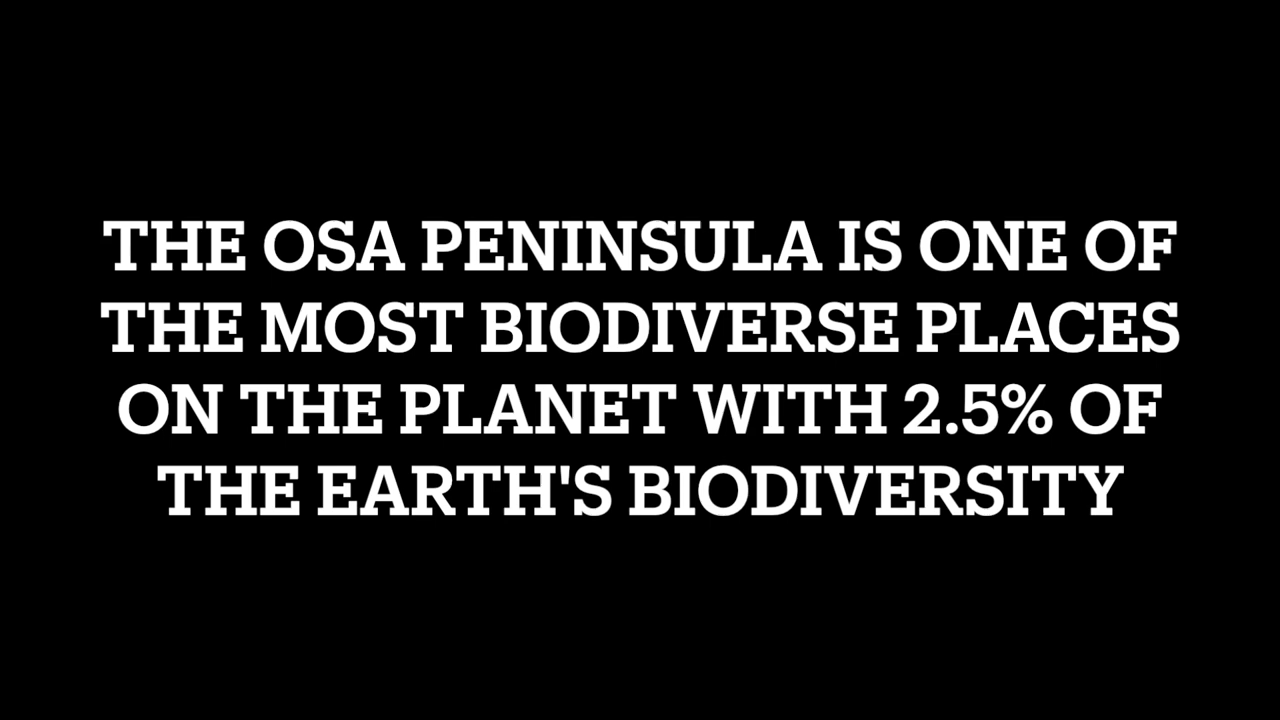 THE OSA PENINSULA IS ONE OF
THE MOST BIODIVERSE PLACES
ON THE PLANET WITH 2.5% OF
THE EARTH'S BIODIVERSITY